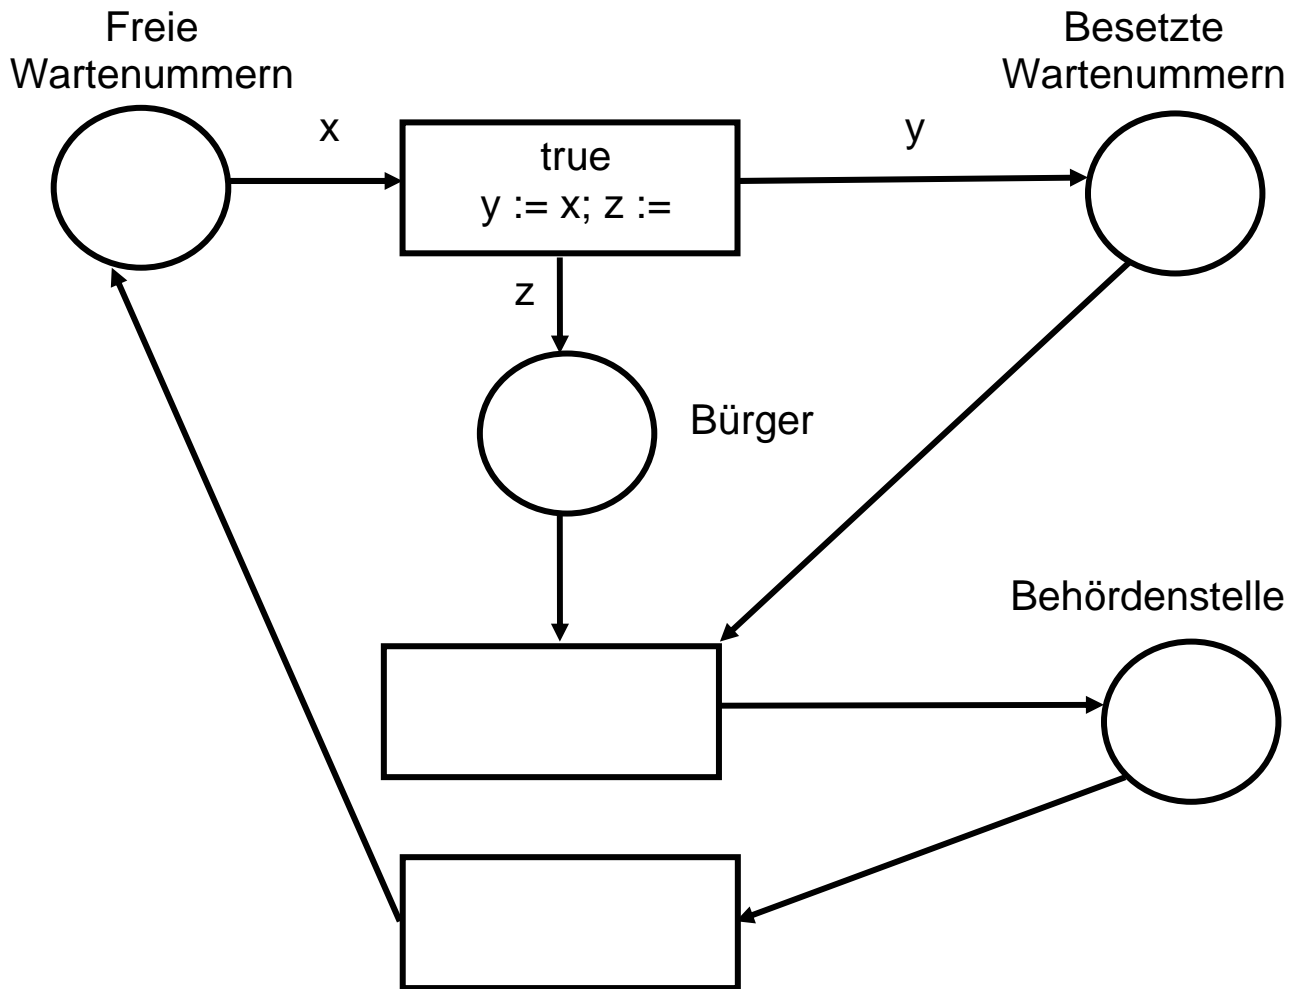 Freie
Wartenummern
Besetzte
Wartenummern
x
true
y := x; z :=
y
z
Bürger
Behördenstelle